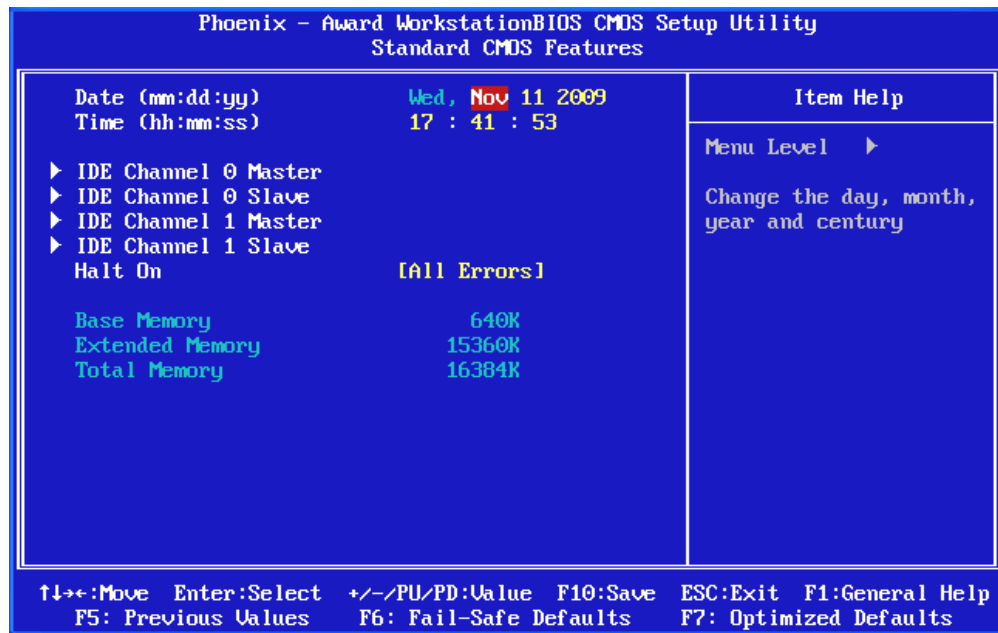 Phoenix - Award WorkstationBIOS CMOS Setup Utility
Standard CMOS Features
Date (mm:dd:yy) Wed, Nov 11 2009
Time (hh:mm:ss) 17 : 41 : 53
▶ IDE Channel 0 Master
▶ IDE Channel 0 Slave
▶ IDE Channel 1 Master
▶ IDE Channel 1 Slave
Halt On [All Errors]
Base Memory 640K
Extended Memory 15360K
Total Memory 16384K
Item Help
Menu Level ▶
Change the day, month,
year and century
↑↓→←:Move Enter:Select +/-/PU/PD:Value F10:Save ESC:Exit F1:General Help
F5: Previous Values F6: Fail-Safe Defaults F7: Optimized Defaults